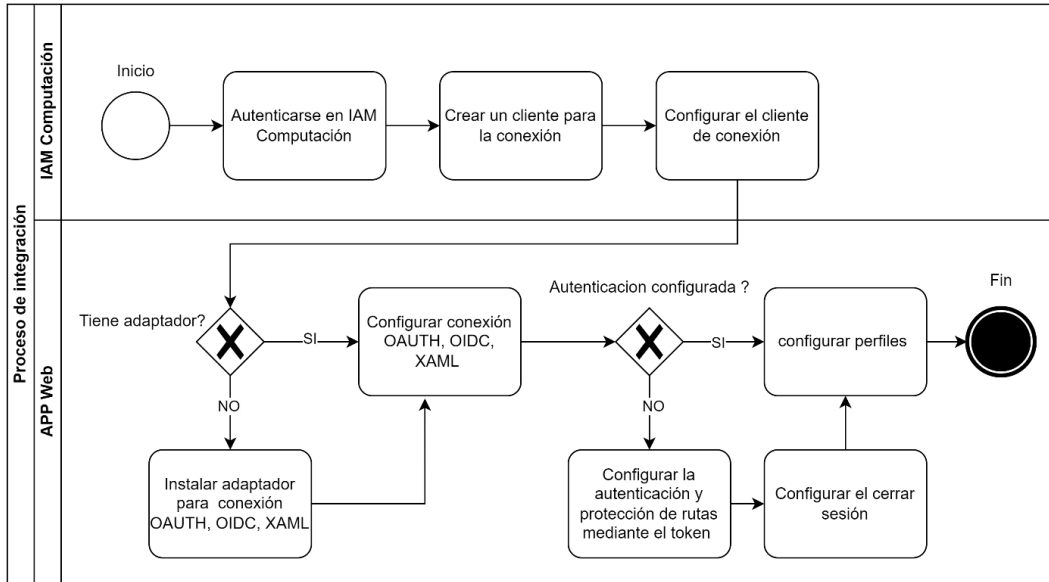 Proceso de integración
IAM Computación
Inicio
Autenticarse en IAM
Computación
Crear un cliente para
la conexión
Configurar el cliente
de conexión
APP Web
Tiene adaptador?
SI
NO
Instalar adaptador
para conexión
OAUTH, OIDC, XAML
Configurar conexión
OAUTH, OIDC,
XAML
Autenticacion configurada ?
SI
NO
Configurar la
autenticación y
protección de rutas
mediante el token
Configurar el cerrar
sesión
configurar perfiles
Fin